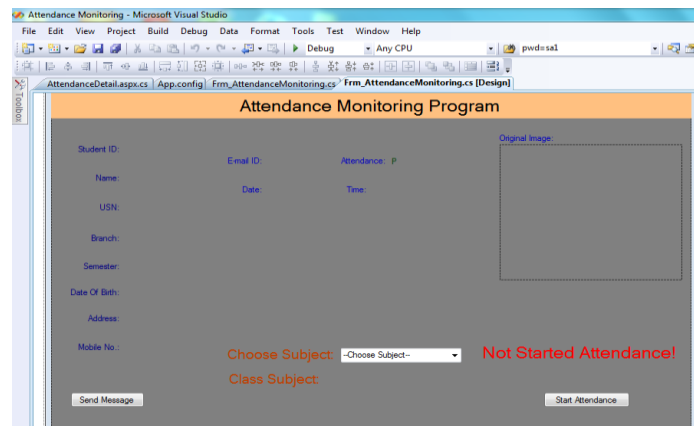 Attendance Monitoring - Microsoft Visual Studio
File Edit View Project Build Debug Data Format Tools Test Window Help
Debug Any CPU pwd=sa1
AttendanceDetail.aspx.cs App.config Frm_AttendanceMonitoring.cs Frm_AttendanceMonitoring.cs [Design]
Toolbox
Attendance Monitoring Program
Original Image:
Student ID:
E-mail ID: Attendance: P
Name:
Date: Time:
USN:
Branch:
Semester:
Date Of Birth:
Address:
Mobile No.:
Choose Subject: --Choose Subject-- Not Started Attendance!
Class Subject:
Send Message Start Attendance